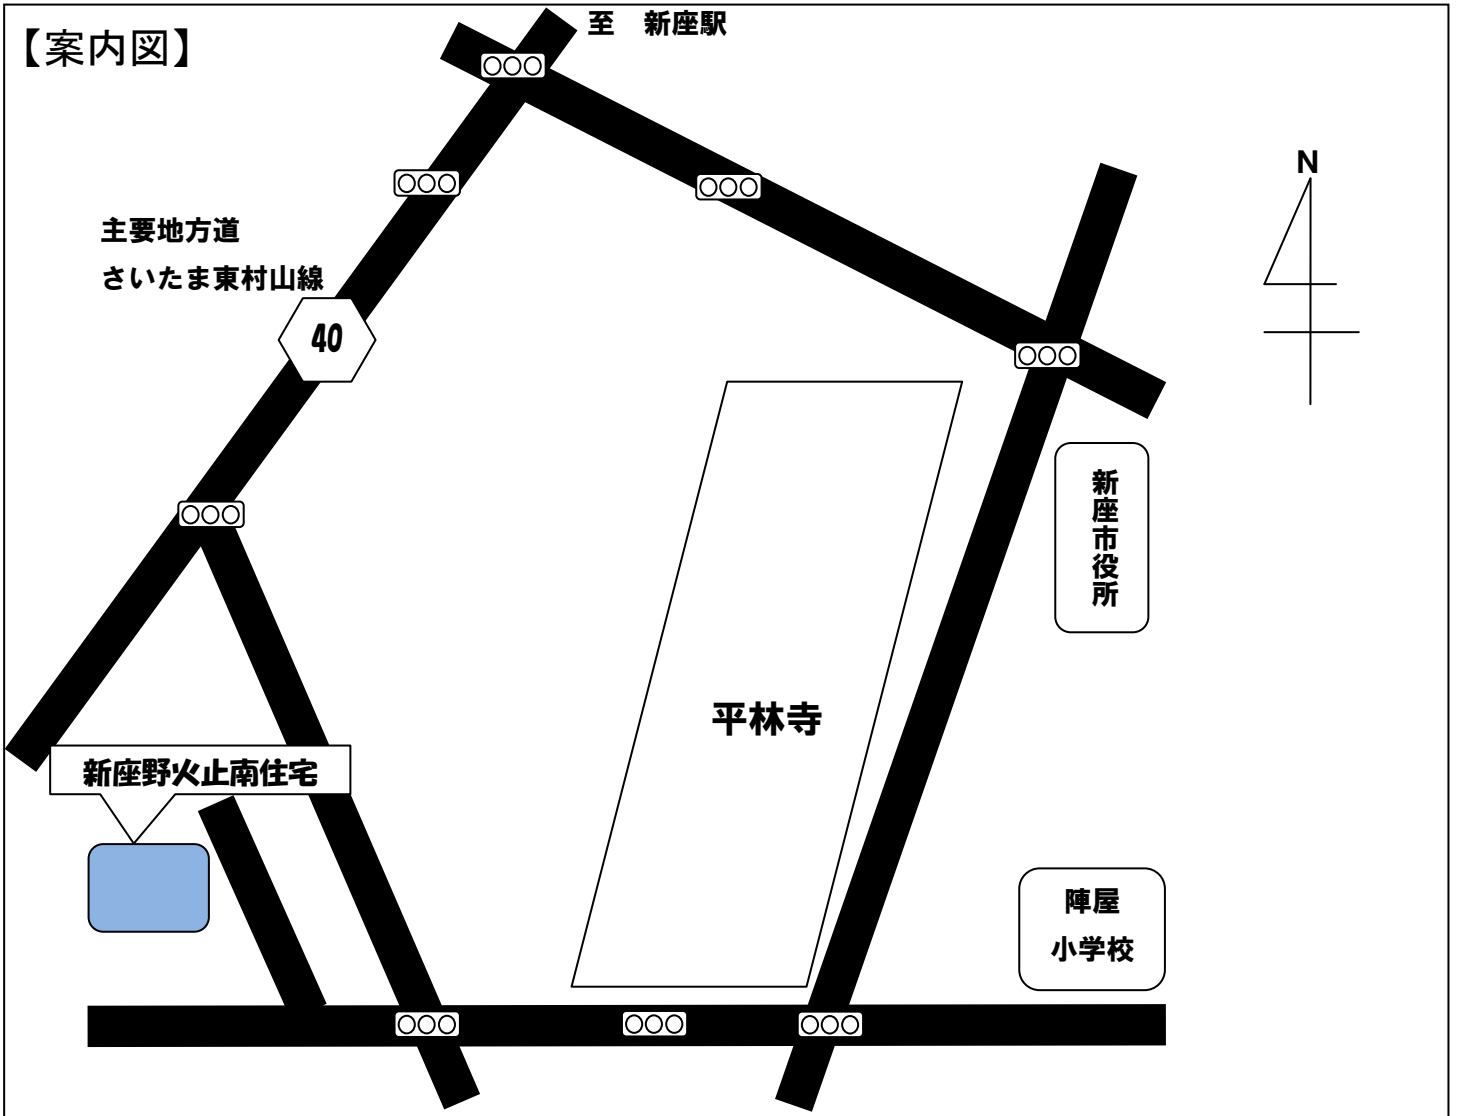 【案内図】
至　新座駅
N
主要地方道
さいたま東村山線
40
新座市役所
平林寺
新座野火止南住宅
陣屋
小学校